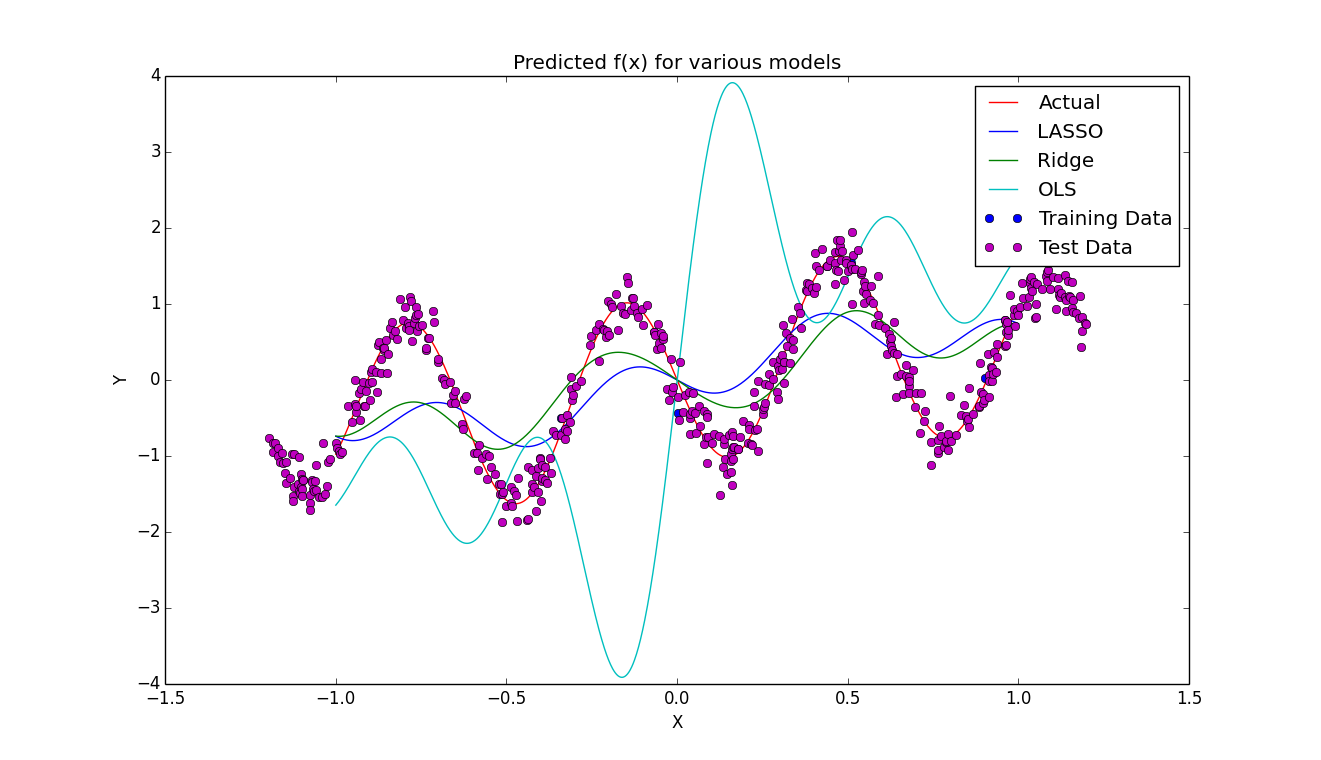 Predicted f(x) for various models
4
3
2
1
0
−1
−2
−3
−4
Y
−1.5 −1.0 −0.5 0.0 0.5 1.0 1.5
X
Actual
LASSO
Ridge
OLS
Training Data
Test Data